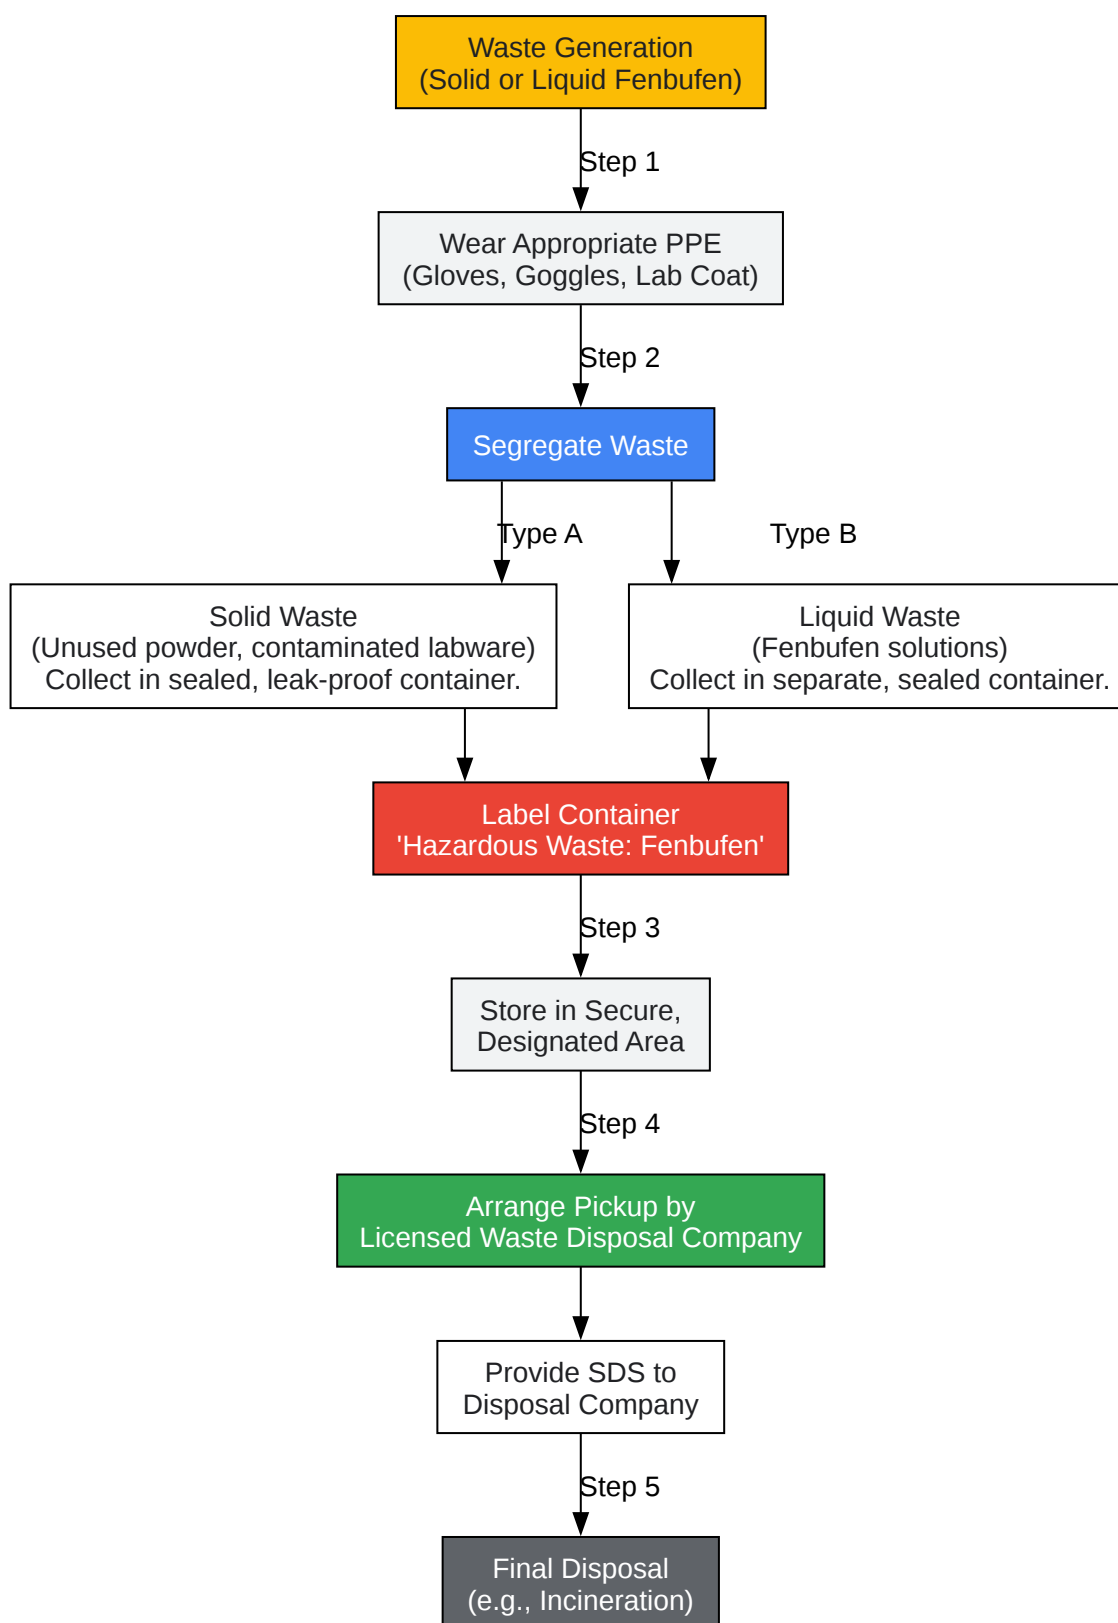 Waste Generation
(Solid or Liquid Fenbufen)
Step 1
Wear Appropriate PPE
(Gloves, Goggles, Lab Coat)
Step 2
Segregate Waste
Type A
Type B
Solid Waste
(Unused powder, contaminated labware)
Collect in sealed, leak-proof container.
Liquid Waste
(Fenbufen solutions)
Collect in separate, sealed container.
Label Container
'Hazardous Waste: Fenbufen'
Step 3
Store in Secure,
Designated Area
Step 4
Arrange Pickup by
Licensed Waste Disposal Company
Provide SDS to
Disposal Company
Step 5
Final Disposal
(e.g., Incineration)